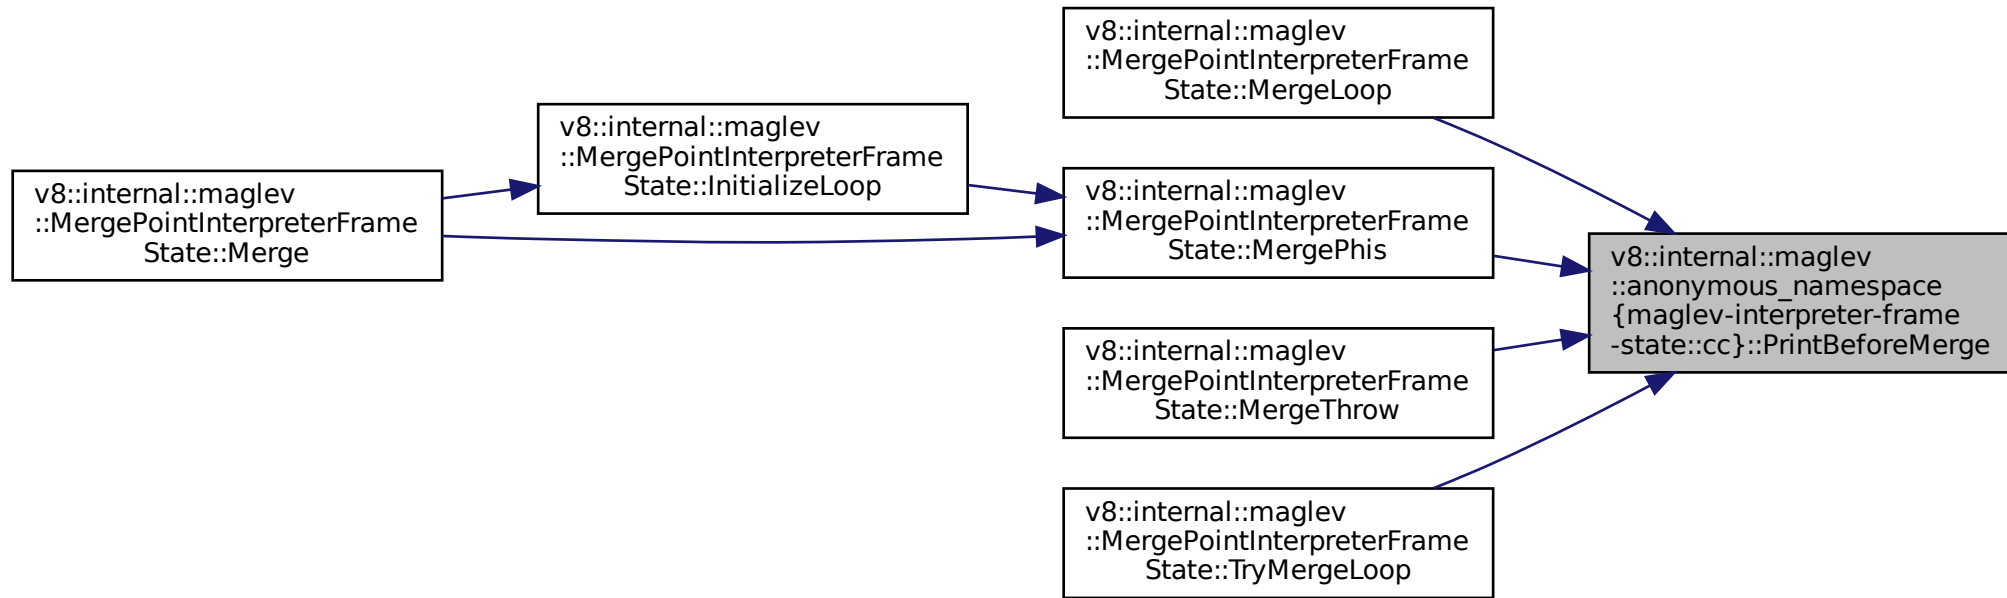 v8::internal::maglev
::MergePointInterpreterFrame
State::Merge
v8::internal::maglev
::MergePointInterpreterFrame
State::InitializeLoop
v8::internal::maglev
::MergePointInterpreterFrame
State::MergeLoop
v8::internal::maglev
::MergePointInterpreterFrame
State::MergePhis
v8::internal::maglev
::MergePointInterpreterFrame
State::MergeThrow
v8::internal::maglev
::MergePointInterpreterFrame
State::TryMergeLoop
v8::internal::maglev
::anonymous_namespace
{maglev-interpreter-frame
-state::cc}::PrintBeforeMerge